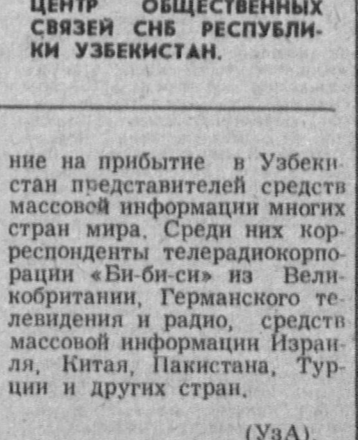 ЦЕНТР ОБЩЕСТВЕННЫХ
СВЯЗЕЙ СНБ РЕСПУБЛИ-
КИ УЗБЕКИСТАН.
ние на прибытие в Узбеки-
стан представителей средств
массовой информации многих
стран мира. Среди них кор-
респонденты телерадиокорпо-
рации «Би-би-си» из Вели-
кобритании, Германского те-
левидения и радио, средств
массовой информации Израи-
ля, Китая, Пакистана, Тур-
ции и других стран.
(УзА).